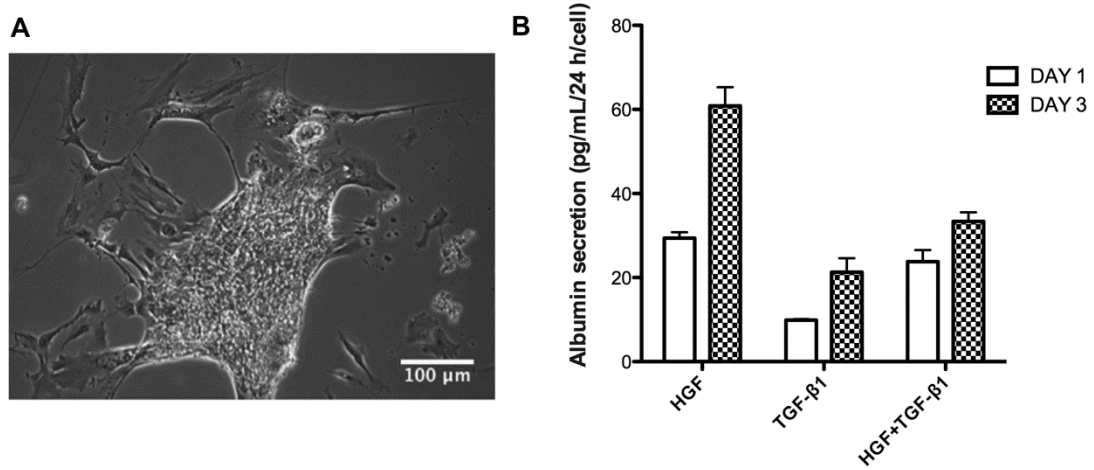 A
100 μm
B
Albumin secretion (pg/mL/24 h/cell)
80
60
40
20
0
HGF
TGF-β1
HGF+TGF-β1
DAY 1
DAY 3